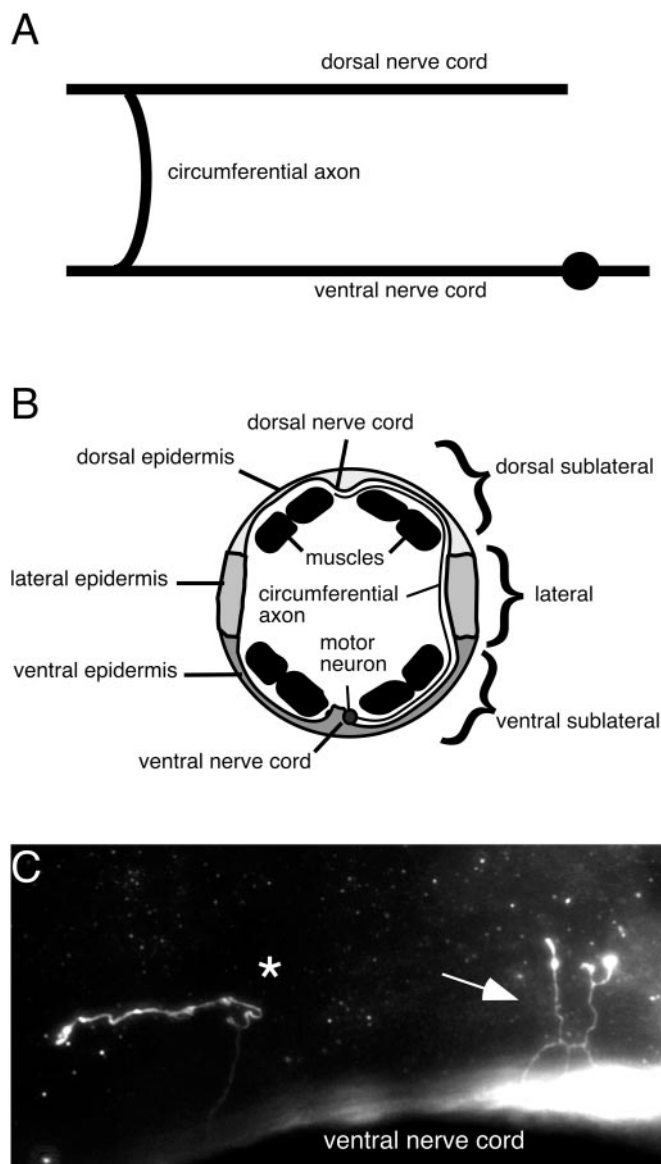 A
dorsal nerve cord
circumferential axon
ventral nerve cord
B
dorsal nerve cord
dorsal epidermis
dorsal sublateral
muscles
lateral epidermis
circumferential
axon
lateral
motor
neuron
ventral epidermis
ventral sublateral
ventral nerve cord
C
*
ventral nerve cord